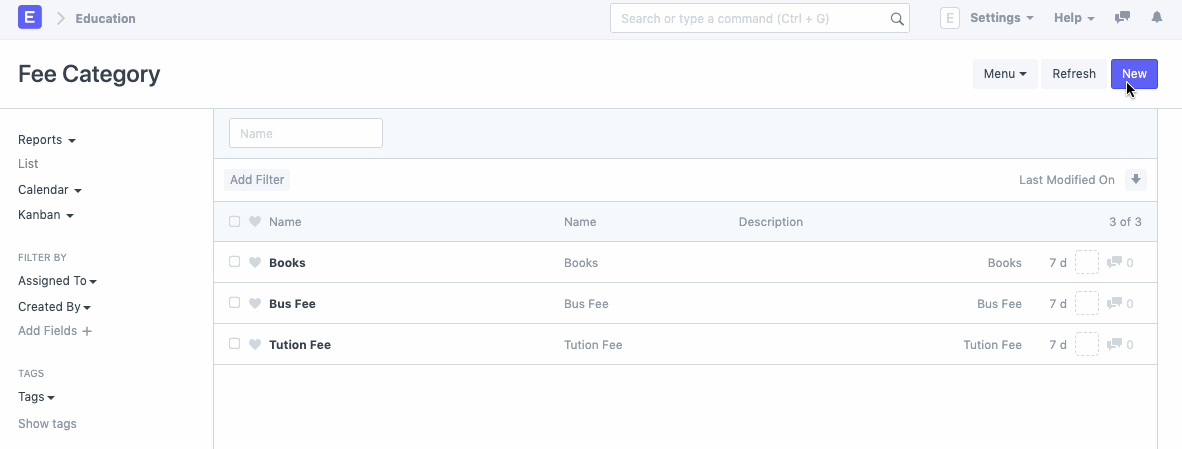 E Education Search or type a command (Ctrl + G) E Settings Help
Fee Category Menu Refresh New
Reports
List
Calendar
Kanban
FILTER BY
Assigned To
Created By
Add Fields +
TAGS
Tags
Show tags
Name
Add Filter Last Modified On
Name Name Description 3 of 3
Books Books Books 7 d 0
Bus Fee Bus Fee Bus Fee 7 d 0
Tution Fee Tution Fee Tution Fee 7 d 0